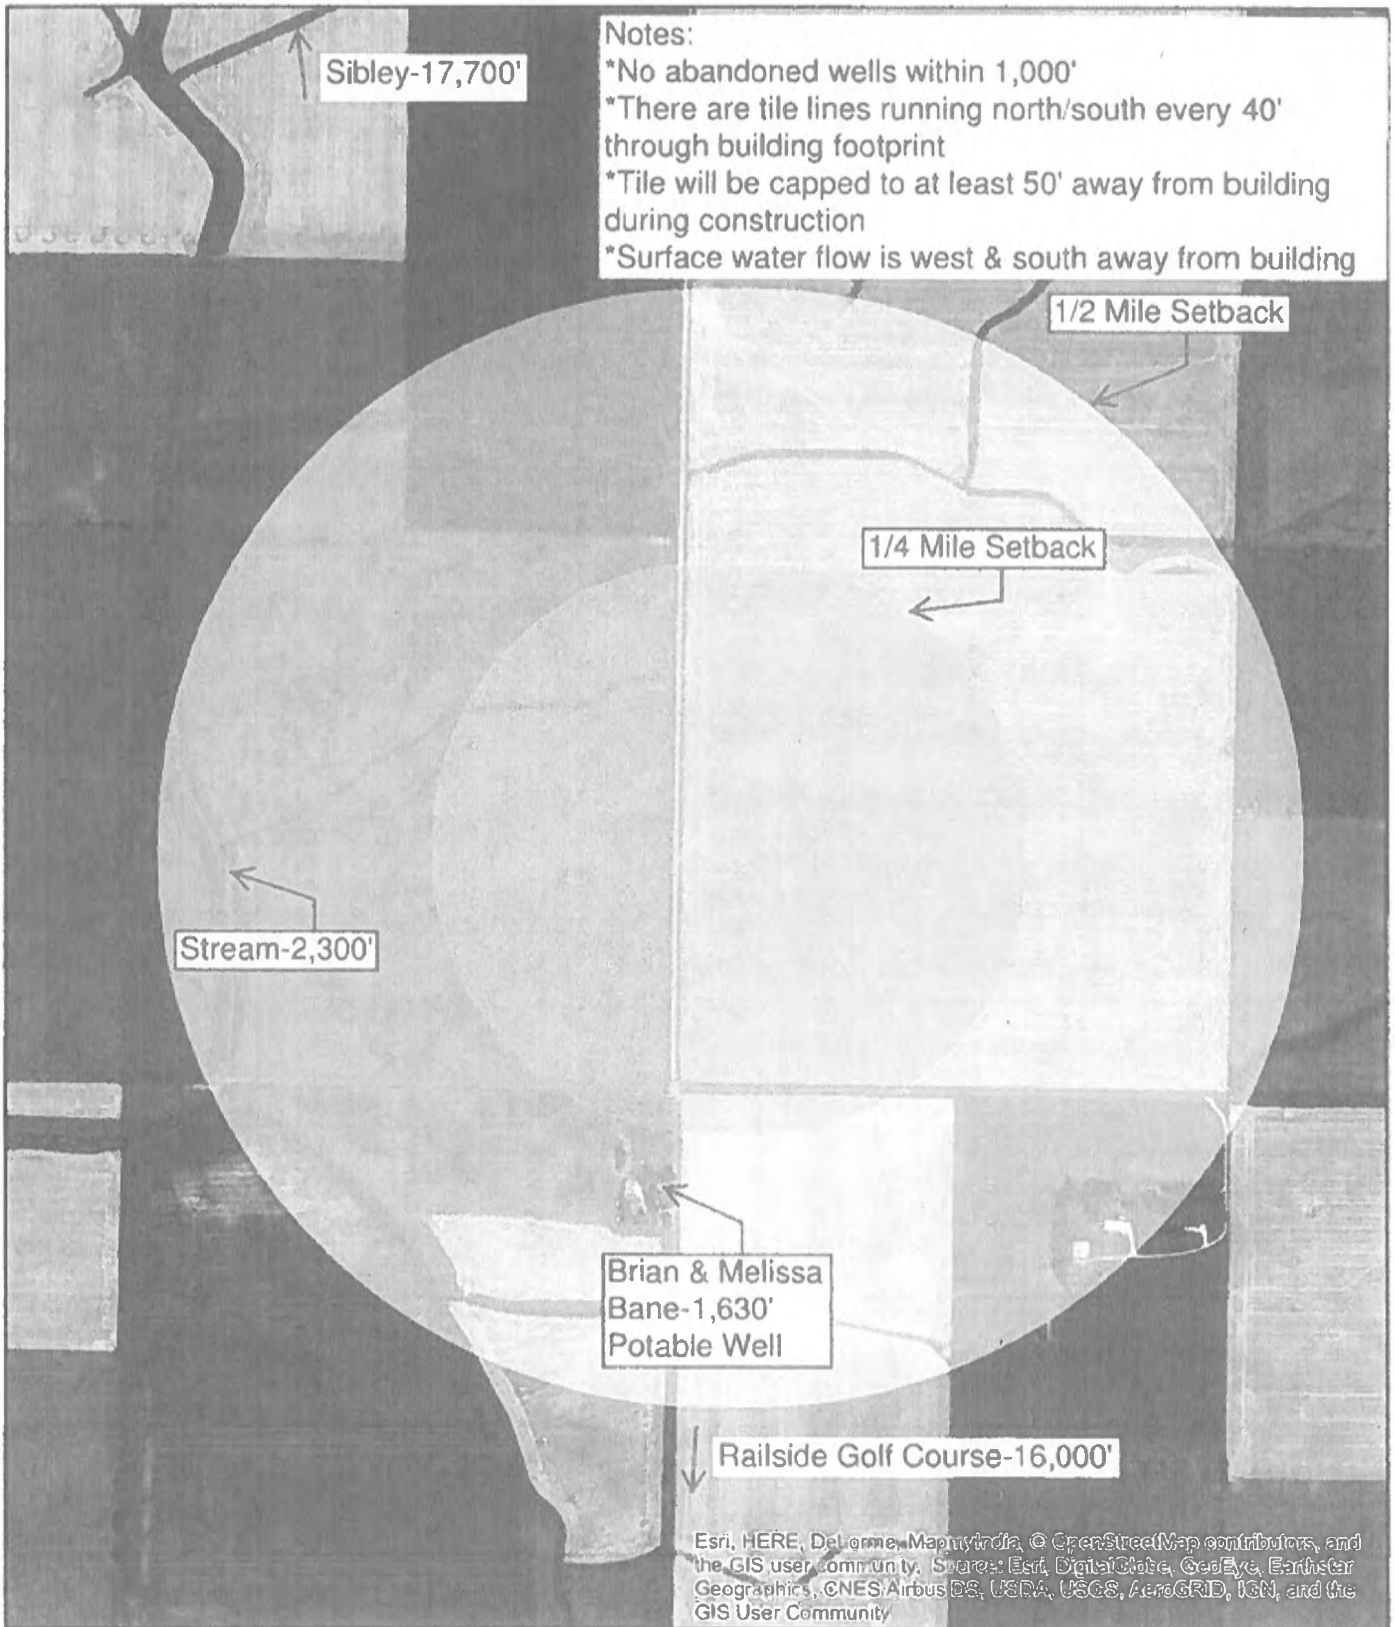 Notes:
*No abandoned wells within 1,000'
*There are tile lines running north/south every 40'
through building footprint
*Tile will be capped to at least 50' away from building
during construction
*Surface water flow is west & south away from building
Sibley-17,700'
1/2 Mile Setback
1/4 Mile Setback
Stream-2,300'
Brian & Melissa
Bane-1,630'
Potable Well
Railside Golf Course-16,000'
Esri, HERE, DeLorme, MapmyIndia, © OpenStreetMap contributors, and
the GIS user community, Source: Esri, DigitalGlobe, GeoEye, Earthstar
Geographics, CNES/Airbus DS, USDA, USGS, AeroGRID, IGN, and the
GIS User Community